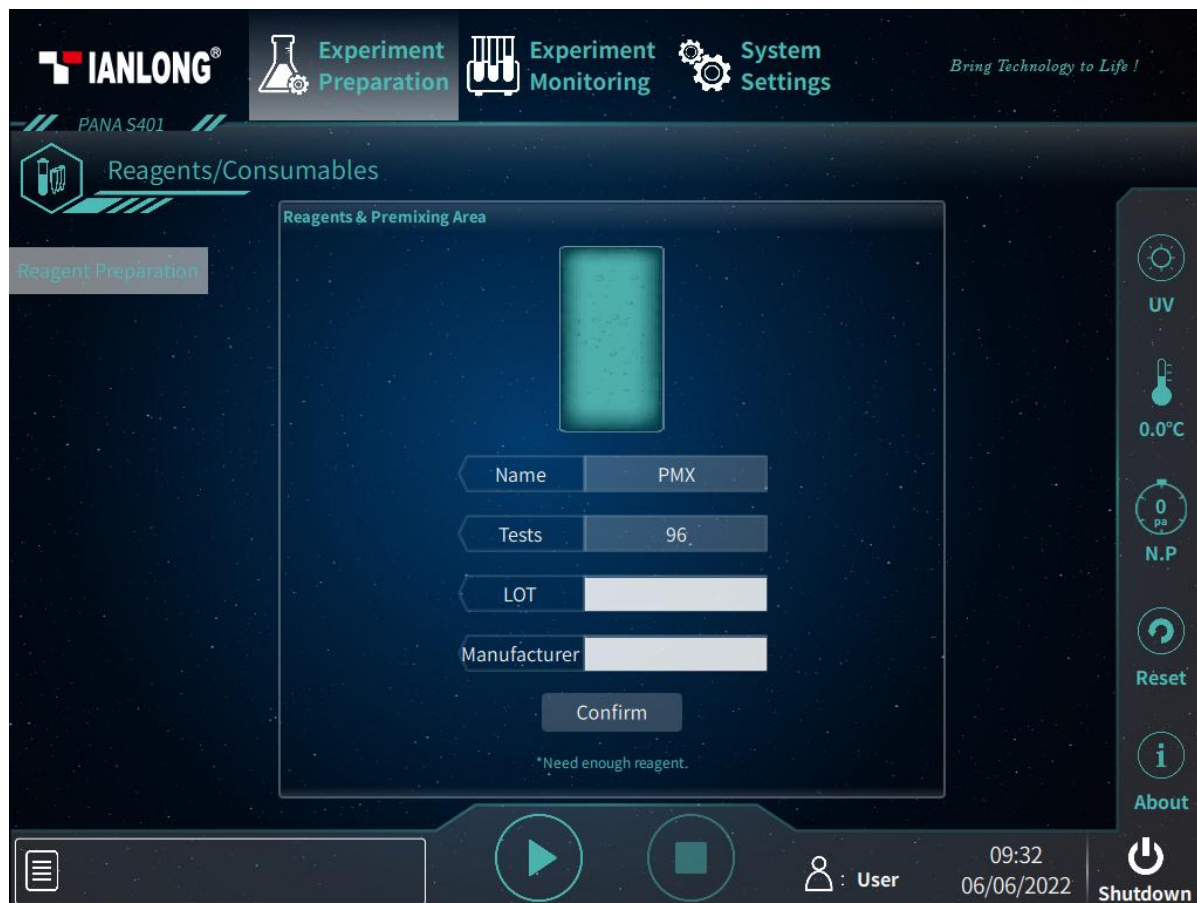 TIANLONG®
Experiment Preparation
Experiment Monitoring
System Settings
Bring Technology to Life !
PANA S401
Reagents/Consumables
Reagents & Premixing Area
Reagent Preparation
Name PMX
Tests 96
LOT
Manufacturer
Confirm
*Need enough reagent.
UV
0.0°C
0
pa
N.P
Reset
i
About
: User
09:32
06/06/2022
Shutdown